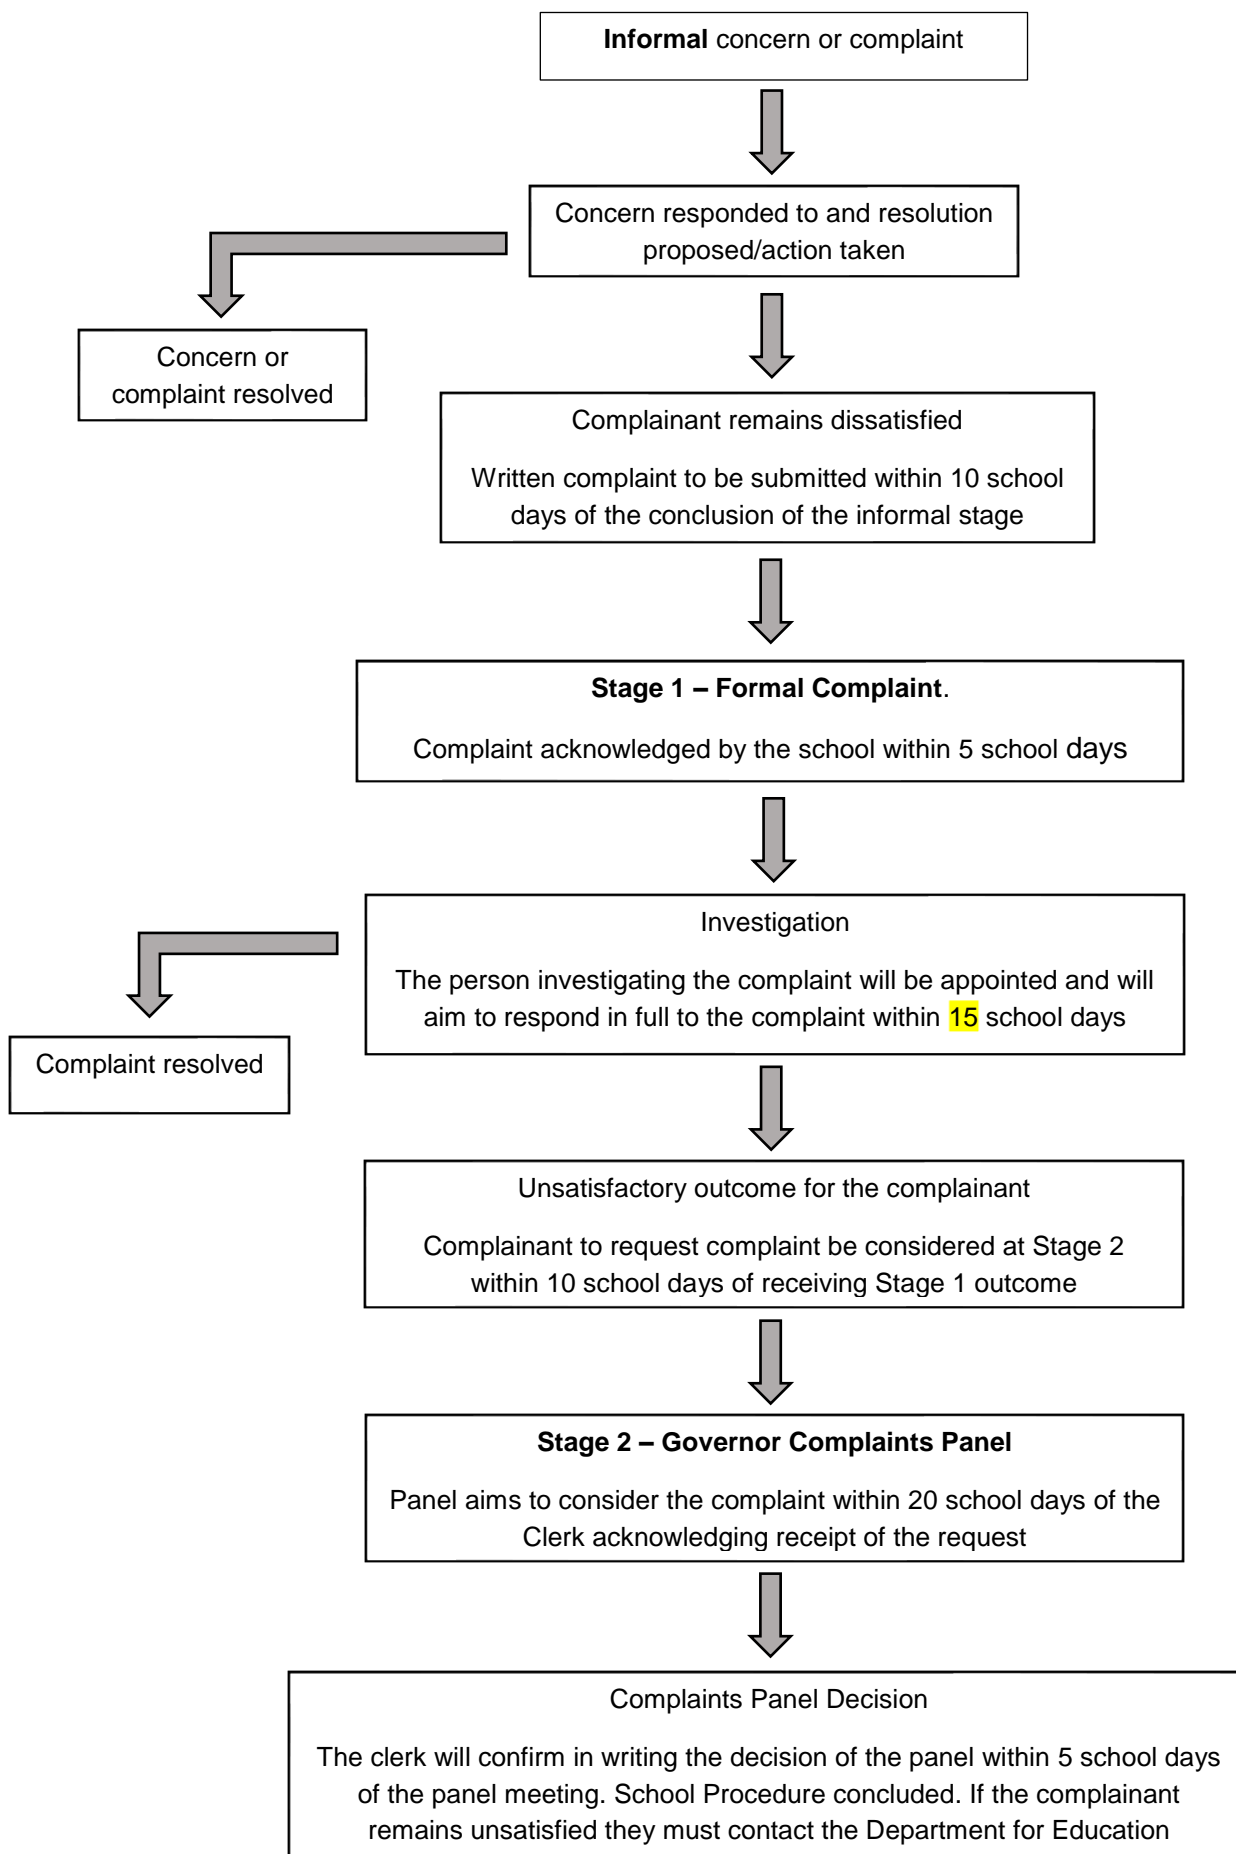 Informal concern or complaint
Concern responded to and resolution
proposed/action taken
Concern or
complaint resolved
Complainant remains dissatisfied
Written complaint to be submitted within 10 school
days of the conclusion of the informal stage
Stage 1 – Formal Complaint.
Complaint acknowledged by the school within 5 school days
Investigation
The person investigating the complaint will be appointed and will
aim to respond in full to the complaint within 15 school days
Complaint resolved
Unsatisfactory outcome for the complainant
Complainant to request complaint be considered at Stage 2
within 10 school days of receiving Stage 1 outcome
Stage 2 – Governor Complaints Panel
Panel aims to consider the complaint within 20 school days of the
Clerk acknowledging receipt of the request
Complaints Panel Decision
The clerk will confirm in writing the decision of the panel within 5 school days
of the panel meeting. School Procedure concluded. If the complainant
remains unsatisfied they must contact the Department for Education